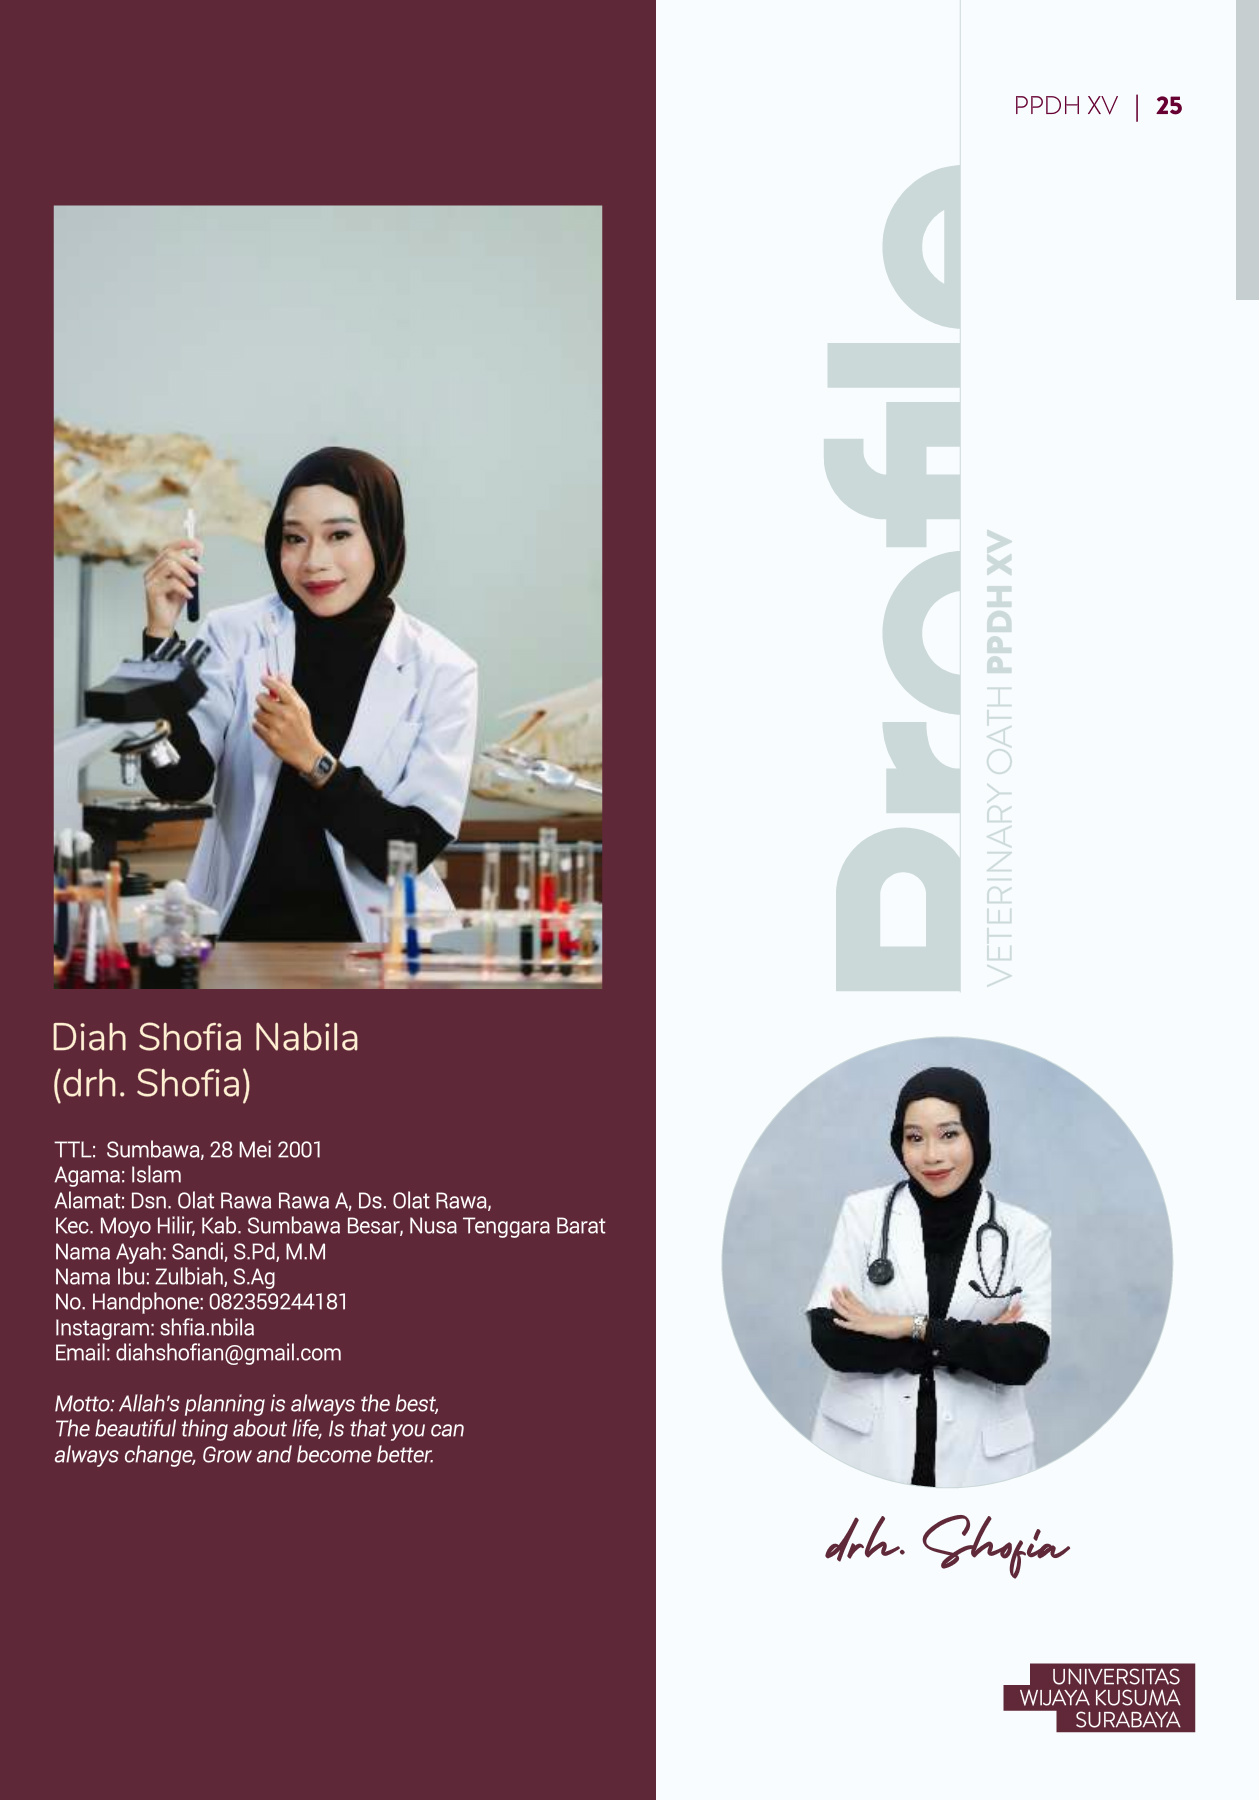 PPDH XV | 25
Profile
VETERINARY OATH PPDH XV
Diah Shofia Nabila
(drh. Shofia)
TTL:  Sumbawa, 28 Mei 2001
Agama: Islam
Alamat: Dsn. Olat Rawa Rawa A, Ds. Olat Rawa,
Kec. Moyo Hilir, Kab. Sumbawa Besar, Nusa Tenggara Barat
Nama Ayah: Sandi, S.Pd, M.M
Nama Ibu: Zulbiah, S.Ag
No. Handphone: 082359244181
Instagram: shfia.nbila
Email: diahshofian@gmail.com
Motto: Allah's planning is always the best,
The beautiful thing about life, Is that you can
always change, Grow and become better.
drh. Shofia
UNIVERSITAS
WIJAYA KUSUMA
SURABAYA